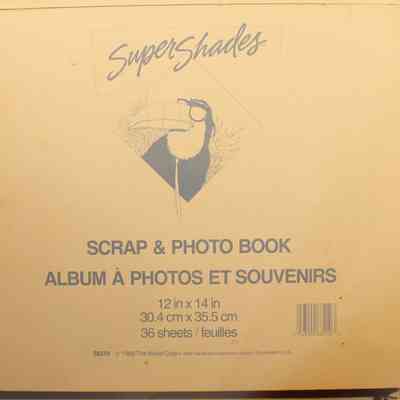 SuperShades
SCRAP & PHOTO BOOK
ALBUM À PHOTOS ET SOUVENIRS
12 in x 14 in
30.4 cm x 35.5 cm
36 sheets / feuilles